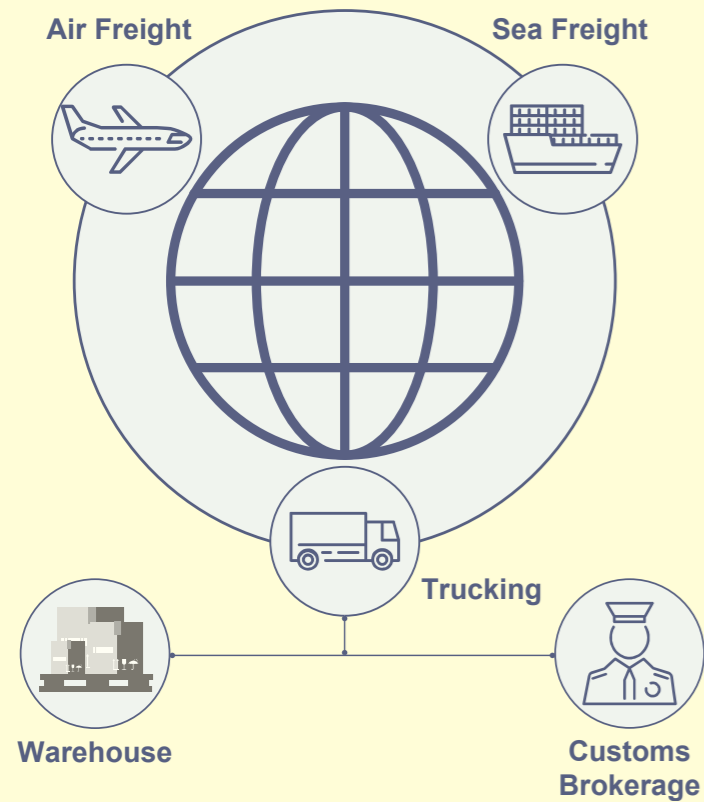 Air Freight
Sea Freight
Trucking
Warehouse
Customs
Brokerage